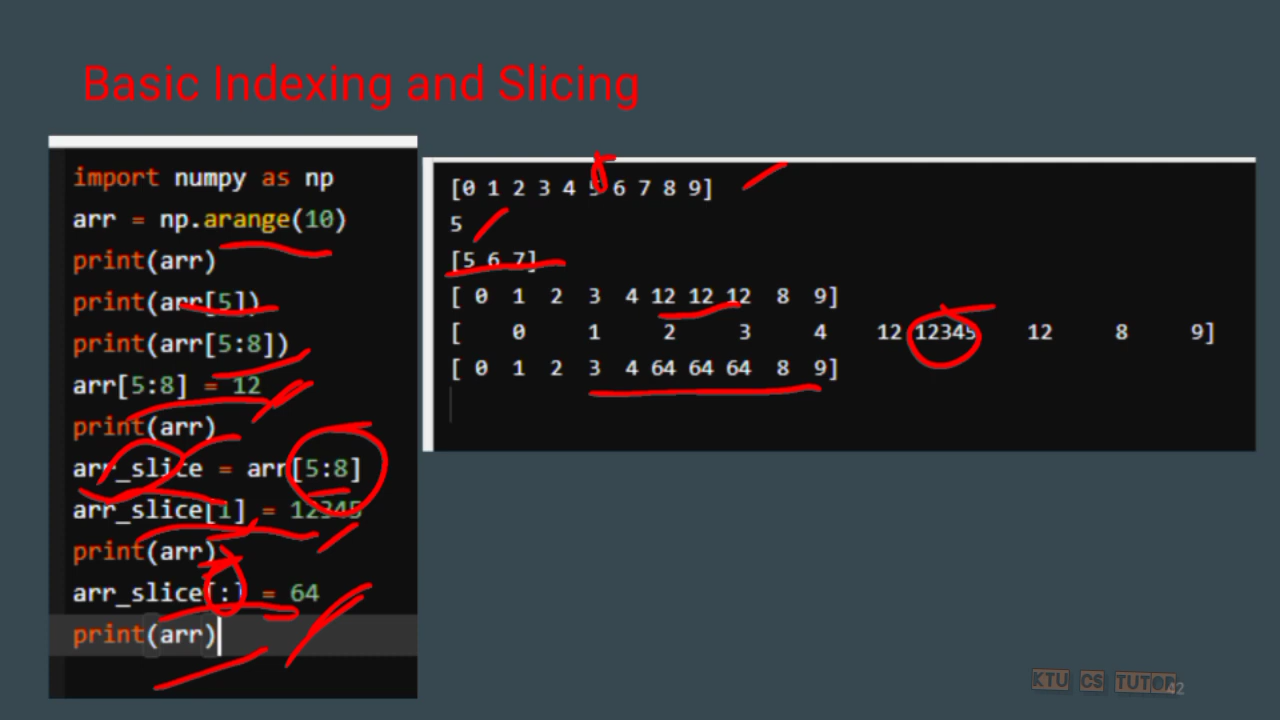 Basic Indexing and Slicing
import numpy as np
arr = np.arange(10)
print(arr)
print(arr[5])
print(arr[5:8])
arr[5:8] = 12
print(arr)
arr_slice = arr[5:8]
arr_slice[1] = 12345
print(arr)
arr_slice[:] = 64
print(arr)
[0 1 2 3 4 5 6 7 8 9]
5
[5 6 7]
[ 0 1 2 3 4 12 12 12 8 9]
[ 0 1 2 3 4 12 12345 12 8 9]
[ 0 1 2 3 4 64 64 64 8 9]
KTU CS TUTOR
42